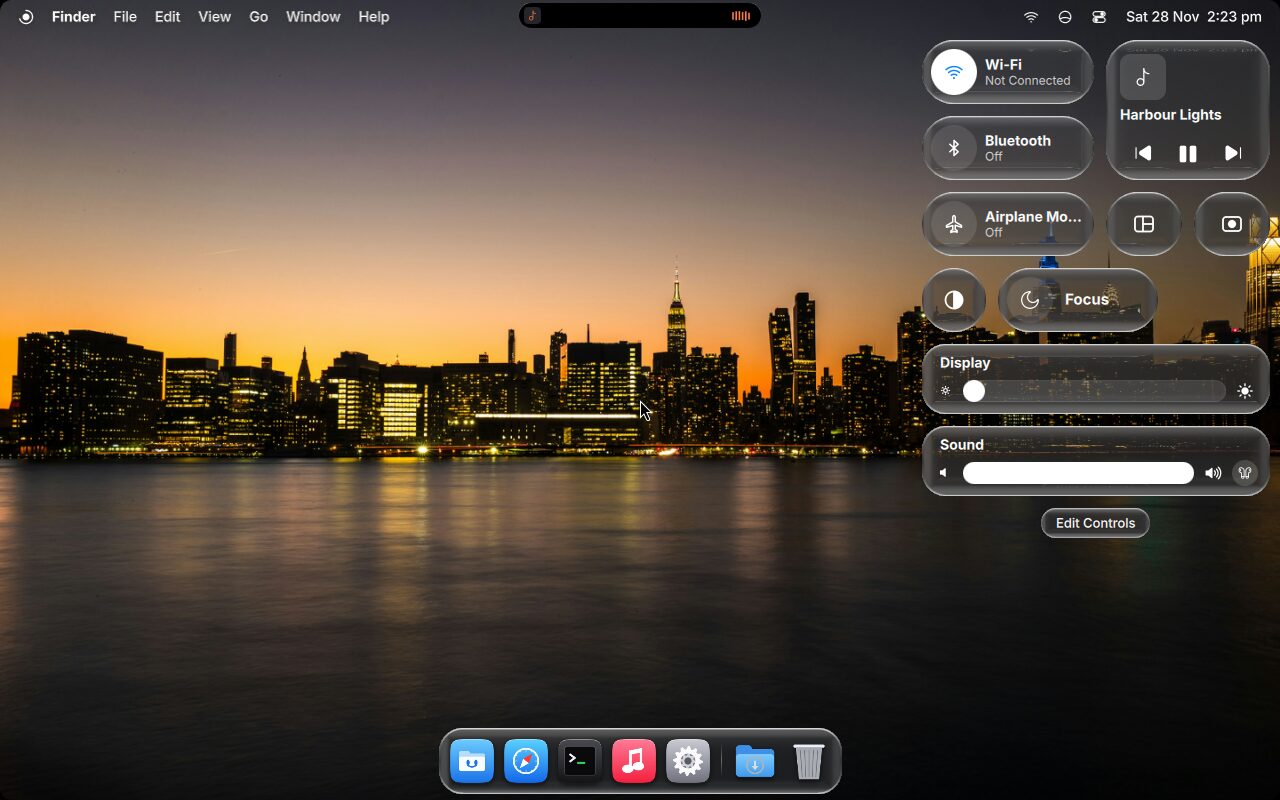 Finder File Edit View Go Window Help
Sat 28 Nov 2:23 pm
Wi-Fi
Not Connected
Harbour Lights
Bluetooth
Off
Airplane Mo...
Off
Focus
Display
Sound
Edit Controls